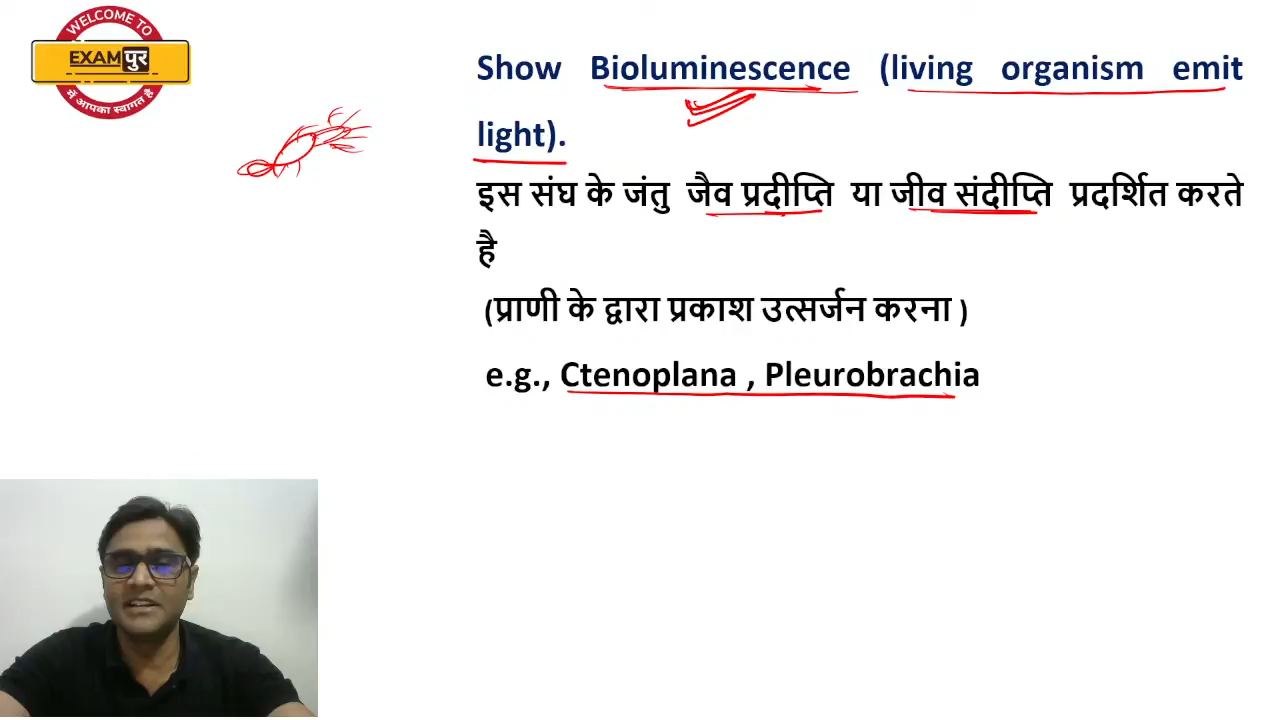 WELCOME TO
EXAMपुर
में आपका स्वागत है
Show Bioluminescence (living organism emit
light).
इस संघ के जंतु जैव प्रदीप्ति या जीव संदीप्ति प्रदर्शित करते
है
(प्राणी के द्वारा प्रकाश उत्सर्जन करना )
e.g., Ctenoplana , Pleurobrachia